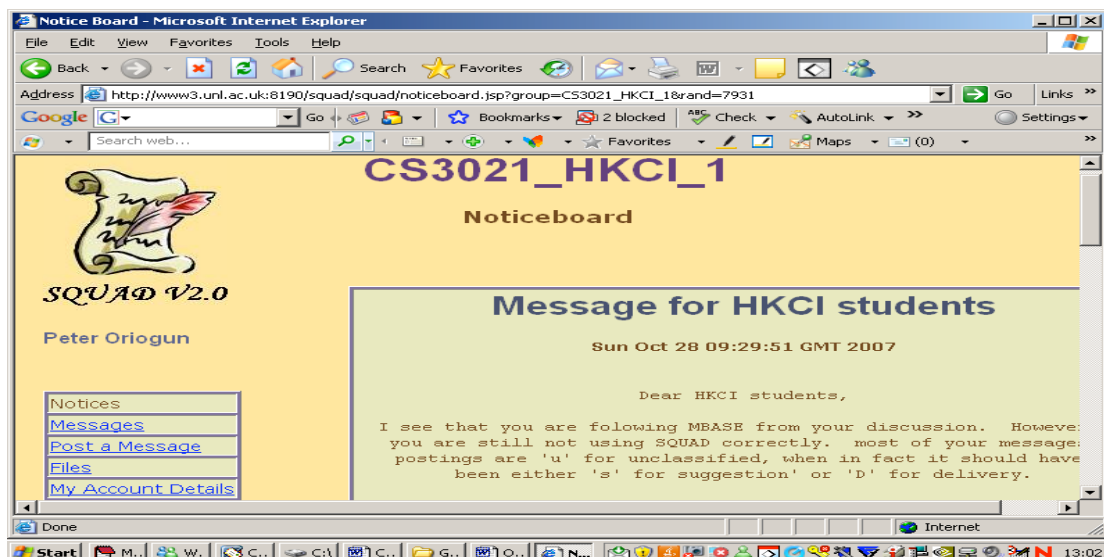 Notice Board - Microsoft Internet Explorer
File Edit View Favorites Tools Help
Back Search Favorites
Address http://www3.unl.ac.uk:8190/squad/squad/noticeboard.jsp?group=CS3021_HKCI_1&rand=7931 Go Links »
Google G Go Bookmarks 2 blocked ABC Check AutoLink » Settings
Search web... Favorites Maps (0) »
CS3021_HKCI_1
Noticeboard
SQUAD V2.0
Message for HKCI students
Peter Oriogun
Sun Oct 28 09:29:51 GMT 2007
Notices
Messages
Post a Message
Files
My Account Details
Dear HKCI students,
I see that you are folowing MBASE from your discussion. Howeve
you are still not using SQUAD correctly. most of your message
postings are 'u' for unclassified, when in fact it should have
been either 's' for suggestion' or 'D' for delivery.
Done Internet
Start M.. W.. C.. C:\ C.. G.. O.. N... 13:02